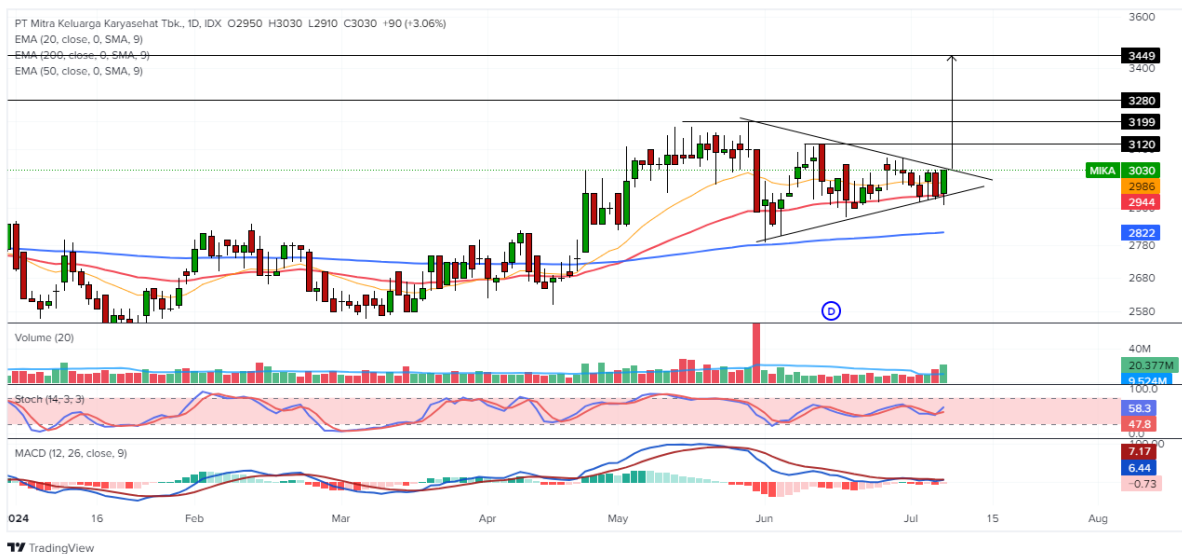 PT Mitra Keluarga Karyasehat Tbk., 1D, IDX O2950 H3030 L2910 C3030 +90 (+3.06%)
EMA (20, close, 0, SMA, 9)
EMA (200, close, 0, SMA, 9)
EMA (50, close, 0, SMA, 9)
3600
3449
3400
3280
3199
3120
MIKA 3030
2986
2944
2822
2780
2680
2580
D
Volume (20)
40M
20.377M
9.524M
100.0
Stoch (14, 3, 3)
58.3
47.8
0.0
MACD (12, 26, close, 9)
100.00
7.17
6.44
−0.73
2024 16 Feb Mar Apr May Jun Jul 15 Aug
TradingView